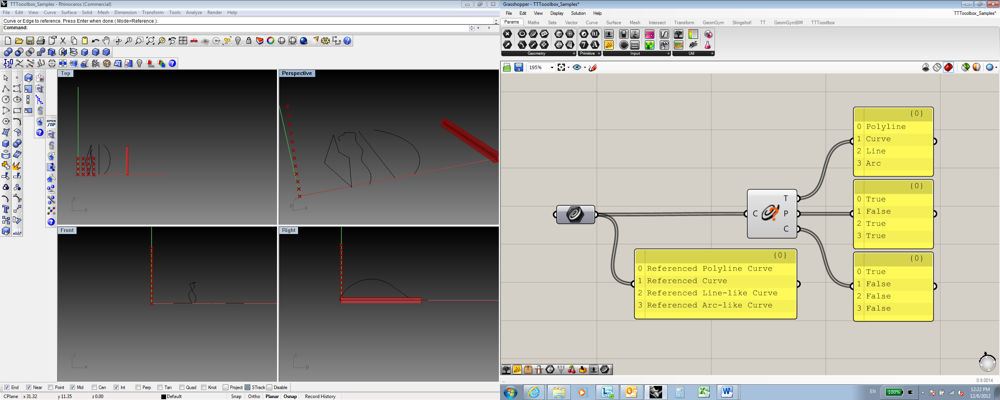 TTTooolbox_Samples - Rhinoceros (Commercial)
File Edit View Curve Surface Solid Mesh Dimension Transform Tools Analyze Render Help
Curve or Edge to reference. Press Enter when done ( Mode=Reference ):
Command:
Top
Perspective
Front
Right
y
x
z
y
x
z
x
z
y
OPEN
SAP
End Near Point Mid Cen Int Perp Tan Quad Knot Project STrack Disable
CPlane x 31.32 y 11.35 z 0.00 Default Snap Ortho Planar Osnap Record History
Grasshopper - TTTooolbox_Samples*
File Edit View Display Solution Help
TTTooolbox_Samples*
Params Maths Sets Vector Curve Surface Mesh Intersect Transform GeomGym Slingshot! TT GeomGymBIM TTTooolbox
Geometry Primitive Input Util
195%
{0}
0 Polyline
1 Curve
2 Line
3 Arc
{0}
0 True
1 False
2 True
3 True
{0}
0 True
1 False
2 False
3 False
C
T
P
C
{0}
0 Referenced Polyline Curve
1 Referenced Curve
2 Referenced Line-like Curve
3 Referenced Arc-like Curve
0.9.0014
EN
100%
12:22 PM
12/6/2012